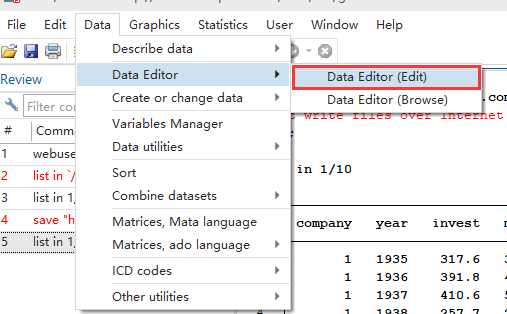 File Edit Data Graphics Statistics User Window Help
Describe data
Data Editor
Data Editor (Edit)
Data Editor (Browse)
Create or change data
Variables Manager
Data utilities
Sort
Combine datasets
Matrices, Mata language
Matrices, ado language
ICD codes
Other utilities
Review
Filter com
# Comma
1 webuse
2 list in `/
3 list in 1,
4 save "h
5 list in 1,
.com
t write files over Internet
in 1/10
company year invest
1 1935 317.6
1 1936 391.8
1 1937 410.6
1 1938 257.7